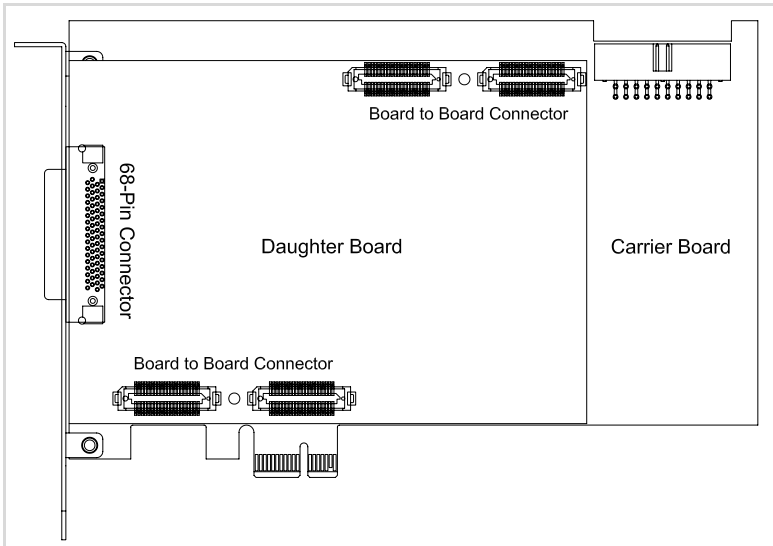 Board to Board Connector
68-Pin Connector
Daughter Board
Carrier Board
Board to Board Connector